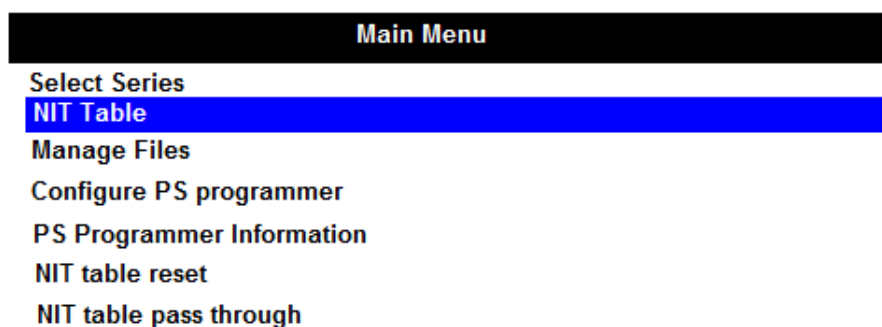 Main Menu
Select Series
NIT Table
Manage Files
Configure PS programmer
PS Programmer Information
NIT table reset
NIT table pass through